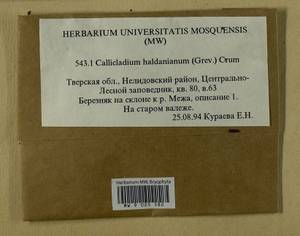 HERBARIUM UNIVERSITATIS MOSQUENSIS
(MW)
543.1 Callicladium haldanianum (Grev.) Crum
Тверская обл., Нелидовский район, Центрально-
Лесной заповедник, кв. 80, в.63
Березняк на склоне к р. Межа, описание 1.
На старом валеже.
25.08.94 Кураева Е.Н.
Herbarium MW, Bryophyta